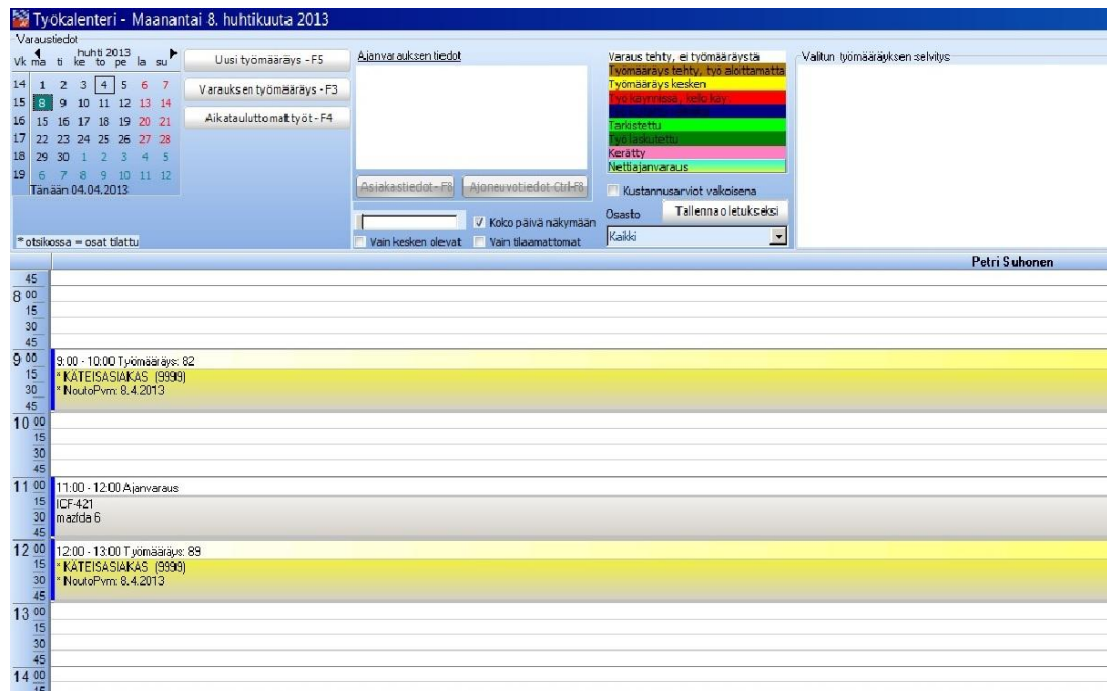 Työkalenteri - Maanantai 8. huhtikuuta 2013
Varaustiedot
huhti 2013
Vk ma ti ke to pe la su
14 1 2 3 4 5 6 7
15 8 9 10 11 12 13 14
16 15 16 17 18 19 20 21
17 22 23 24 25 26 27 28
18 29 30 1 2 3 4 5
19 6 7 8 9 10 11 12
Tänään 04.04.2013
* otsikossa = osat tilattu
Uusi työmääräys - F5
Varauksen työmääräys - F3
Aikatauluttomat työt - F4
Ajanvarauksen tiedot
Asiakastiedot - F6
Ajoneuvotiedot Ctrl-F8
Koko päivä näkymään
Vain kesken olevat
Vain tilaamattomat
Varaus tehty, ei työmääräystä
Työmääräys tehty, työ aloittamatta
Työmääräys kesken
Työ käynnissä, kello käy
Tarkistettu
Työ laskutettu
Kerätty
Nettiajanvaraus
Kustannusarviot valkoisena
Osasto
Tallenna oletukseksi
Kaikki
Valitun työmääräyksen selvitys
Petri Suhonen
45
8 00
15
30
45
9 00
9:00 - 10:00 Työmääräys: 82
15
* KÄTEISASIAKAS (9999)
30
* NoutoPvm: 8.4.2013
45
10 00
15
30
45
11 00
11:00 - 12:00 Ajanvaraus
15
ICF-421
30
mazda 6
45
12 00
12:00 - 13:00 Työmääräys: 89
15
* KÄTEISASIAKAS (9999)
30
* NoutoPvm: 8.4.2013
45
13 00
15
30
45
14 00
45